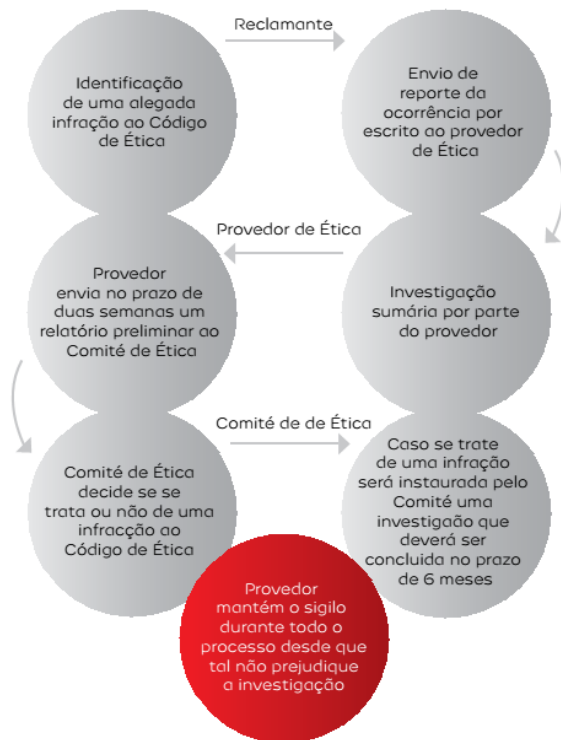 Reclamante
Identificação
de uma alegada
infração ao Código
de Ética
Envio de
reporte da
ocorrência por
escrito ao provedor
de Ética
Provedor de Ética
Investigação
sumária por parte
do provedor
Provedor
envia no prazo de
duas semanas um
relatório preliminar ao
Comité de Ética
Comité de de Ética
Comité de Ética
decide se se
trata ou não de uma
infracção ao
Código de Ética
Caso se trate
de uma infração
será instaurada pelo
Comité uma
investigaão que
deverá ser
concluida no prazo
de 6 meses
Provedor
mantém o sigilo
durante todo o
processo desde que
tal não prejudique
a investigação